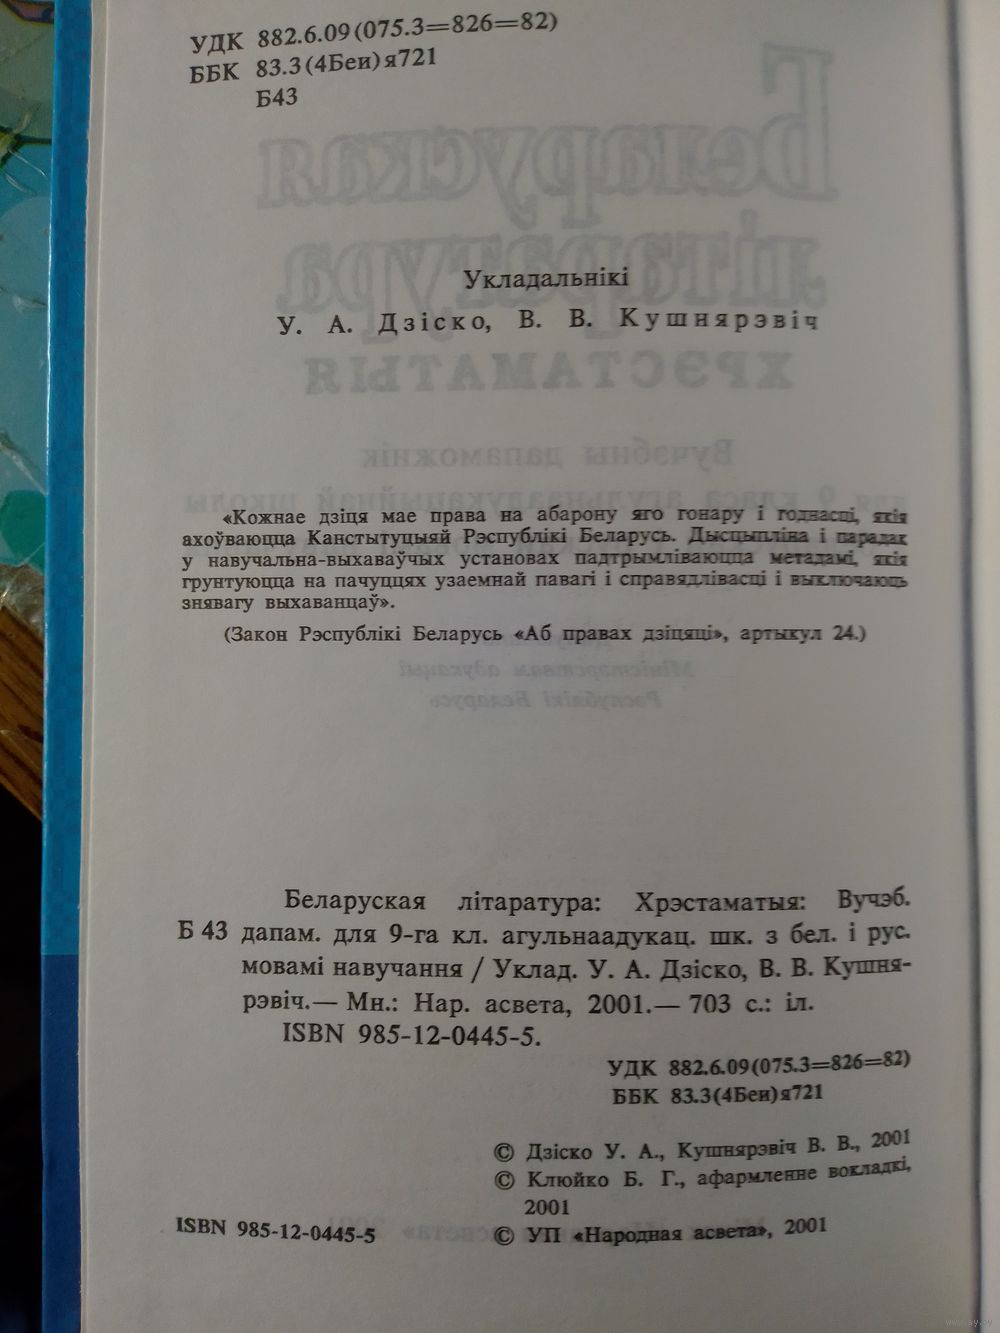 УДК 882.6.09(075.3=826=82)
ББК 83.3(4Беи)я721
Б43
Укладальнікі
У. А. Дзіско, В. В. Кушнярэвіч
«Кожнае дзіця мае права на абарону яго гонару і годнасці, якія
ахоўваюцца Канстытуцыяй Рэспублікі Беларусь. Дысцыпліна і парадак
у навучальна-выхаваўчых установах падтрымліваюцца метадамі, якія
грунтуюцца на пачуццях узаемнай павагі і справядлівасці і выключаюць
знявагу выхаванцаў».
(Закон Рэспублікі Беларусь «Аб правах дзіцяці», артыкул 24.)
Беларуская літаратура: Хрэстаматыя: Вучэб.
Б 43 дапам. для 9-га кл. агульнаадукац. шк. з бел. і рус.
мовамі навучання / Уклад. У. А. Дзіско, В. В. Кушня-
рэвіч.— Мн.: Нар. асвета, 2001.— 703 с.: іл.
ISBN 985-12-0445-5.
УДК 882.6.09(075.3=826=82)
ББК 83.3(4Беи)я721
© Дзіско У. А., Кушнярэвіч В. В., 2001
© Клюйко Б. Г., афармленне вокладкі,
2001
ISBN 985-12-0445-5 © УП «Народная асвета», 2001